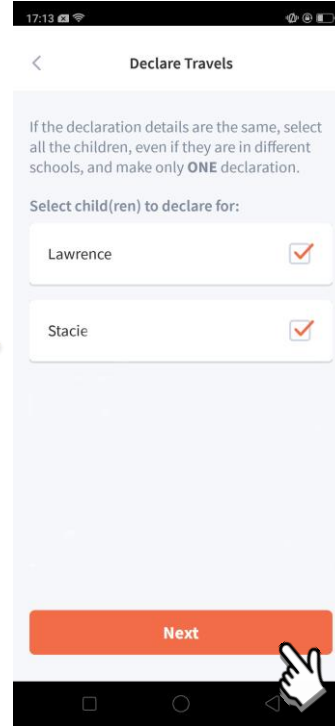 17:13
Declare Travels
If the declaration details are the same, select
all the children, even if they are in different
schools, and make only ONE declaration.
Select child(ren) to declare for:
Lawrence
Stacie
Next